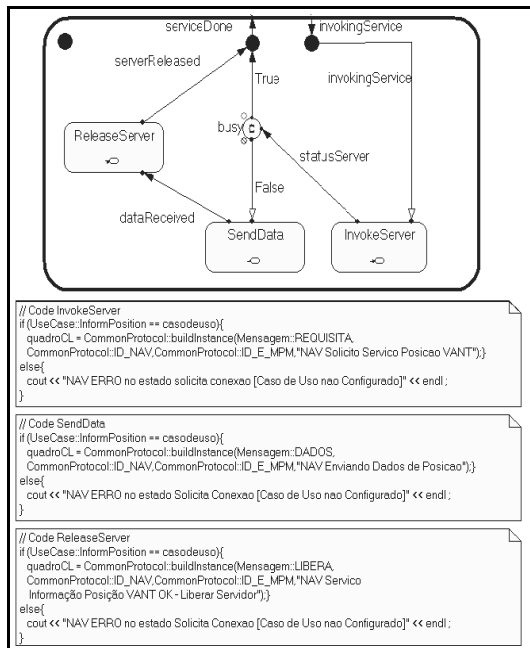 serviceDone
invokingService
serverReleased
True
invokingService
busy
C
ReleaseServer
statusServer
False
dataReceived
SendData
InvokeServer
// Code InvokeServer
if (UseCase::InformPosition == casodeuso){
quadroCL = CommonProtocol::buildInstance(Mensagem::REQUISITA,
CommonProtocol::ID_NAV,CommonProtocol::ID_E_MPM,"NAV Solicito Servico Posicao VANT");}
else{
cout << "NAV ERRO no estado solicita conexao [Caso de Uso nao Configurado]" << endl ;
}
// Code SendData
if (UseCase::InformPosition == casodeuso){
quadroCL = CommonProtocol::buildInstance(Mensagem::DADOS,
CommonProtocol::ID_NAV,CommonProtocol::ID_E_MPM,"NAV Enviando Dados de Posicao");}
else{
cout << "NAV ERRO no estado Solicita Conexao [Caso de Uso nao Configurado]" << endl ;
}
// Code ReleaseServer
if (UseCase::InformPosition == casodeuso){
quadroCL = CommonProtocol::buildInstance(Mensagem::LIBERA,
CommonProtocol::ID_NAV,CommonProtocol::ID_E_MPM,"NAV Servico
Informação Posição VANT OK - Liberar Servidor");}
else{
cout << "NAV ERRO no estado Solicita Conexao [Caso de Uso nao Configurado]" << endl ;
}